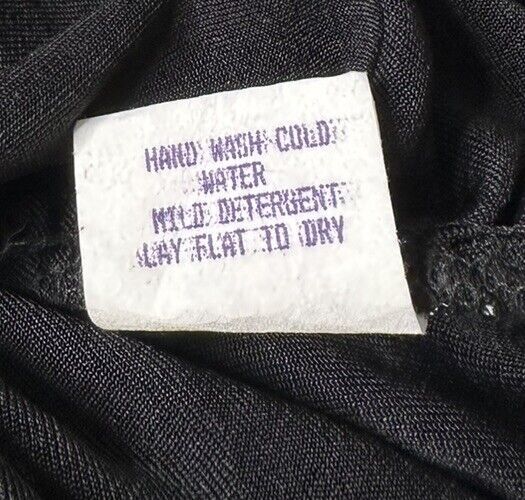 HAND WASH COLD
WATER
MILD DETERGENT
LAY FLAT TO DRY